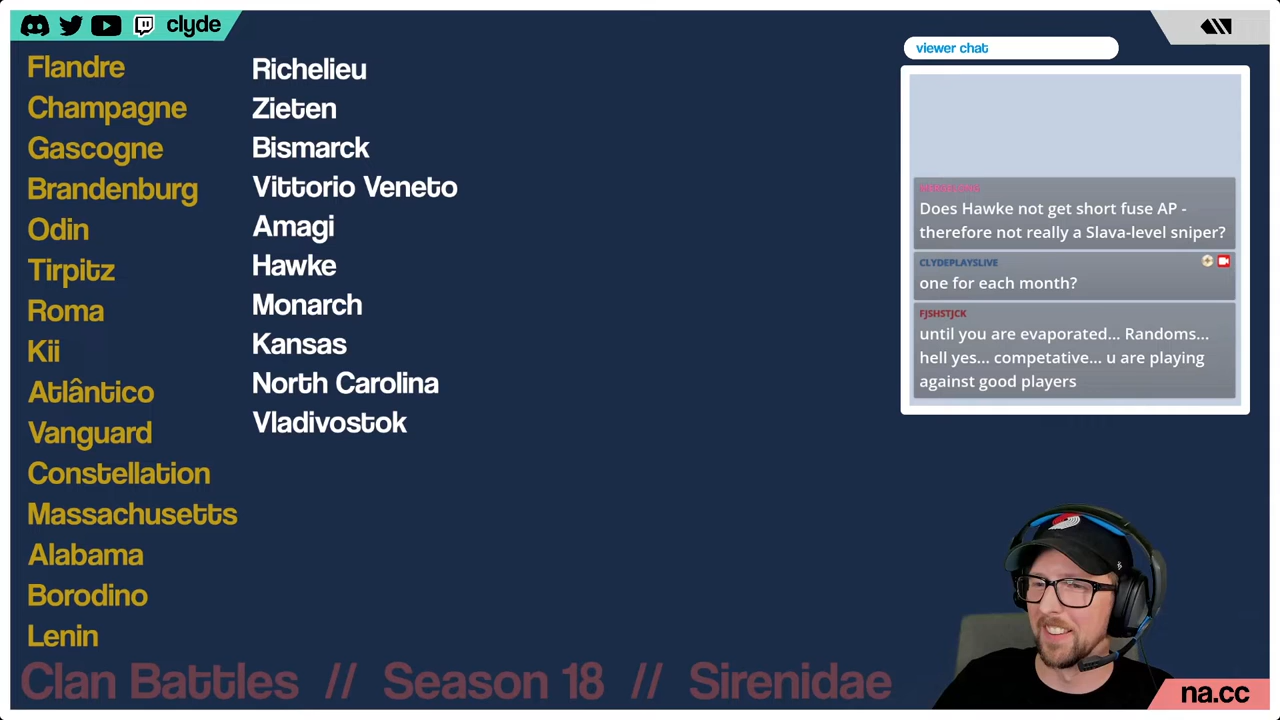 clyde
Flandre
Champagne
Gascogne
Brandenburg
Odin
Tirpitz
Roma
Kii
Atlântico
Vanguard
Constellation
Massachusetts
Alabama
Borodino
Lenin
Richelieu
Zieten
Bismarck
Vittorio Veneto
Amagi
Hawke
Monarch
Kansas
North Carolina
Vladivostok
viewer chat
Does Hawke not get short fuse AP -
therefore not really a Slava-level sniper?
CLYDEPLAYSLIVE
one for each month?
FJSHSTJCK
until you are evaporated... Randoms...
hell yes... competative... u are playing
against good players
Clan Battles // Season 18 // Sirenidae
na.cc